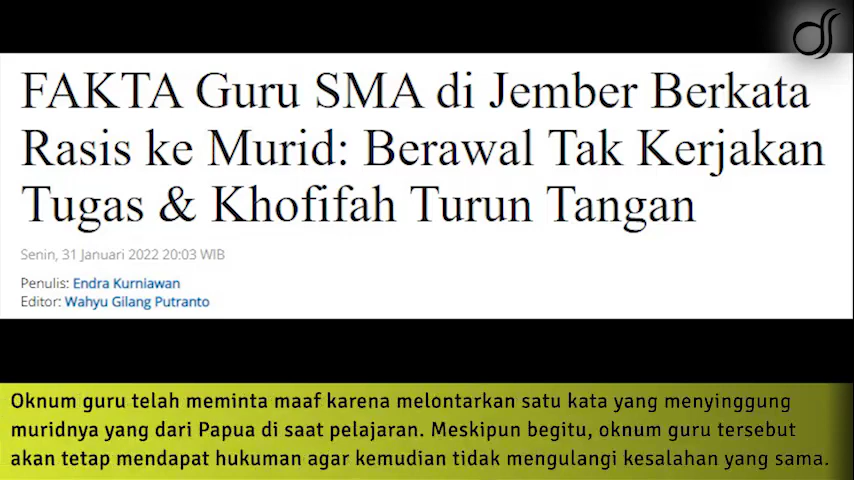 FAKTA Guru SMA di Jember Berkata
Rasis ke Murid: Berawal Tak Kerjakan
Tugas & Khofifah Turun Tangan
Senin, 31 Januari 2022 20:03 WIB
Penulis: Endra Kurniawan
Editor: Wahyu Gilang Putranto
Oknum guru telah meminta maaf karena melontarkan satu kata yang menyinggung
muridnya yang dari Papua di saat pelajaran. Meskipun begitu, oknum guru tersebut
akan tetap mendapat hukuman agar kemudian tidak mengulangi kesalahan yang sama.